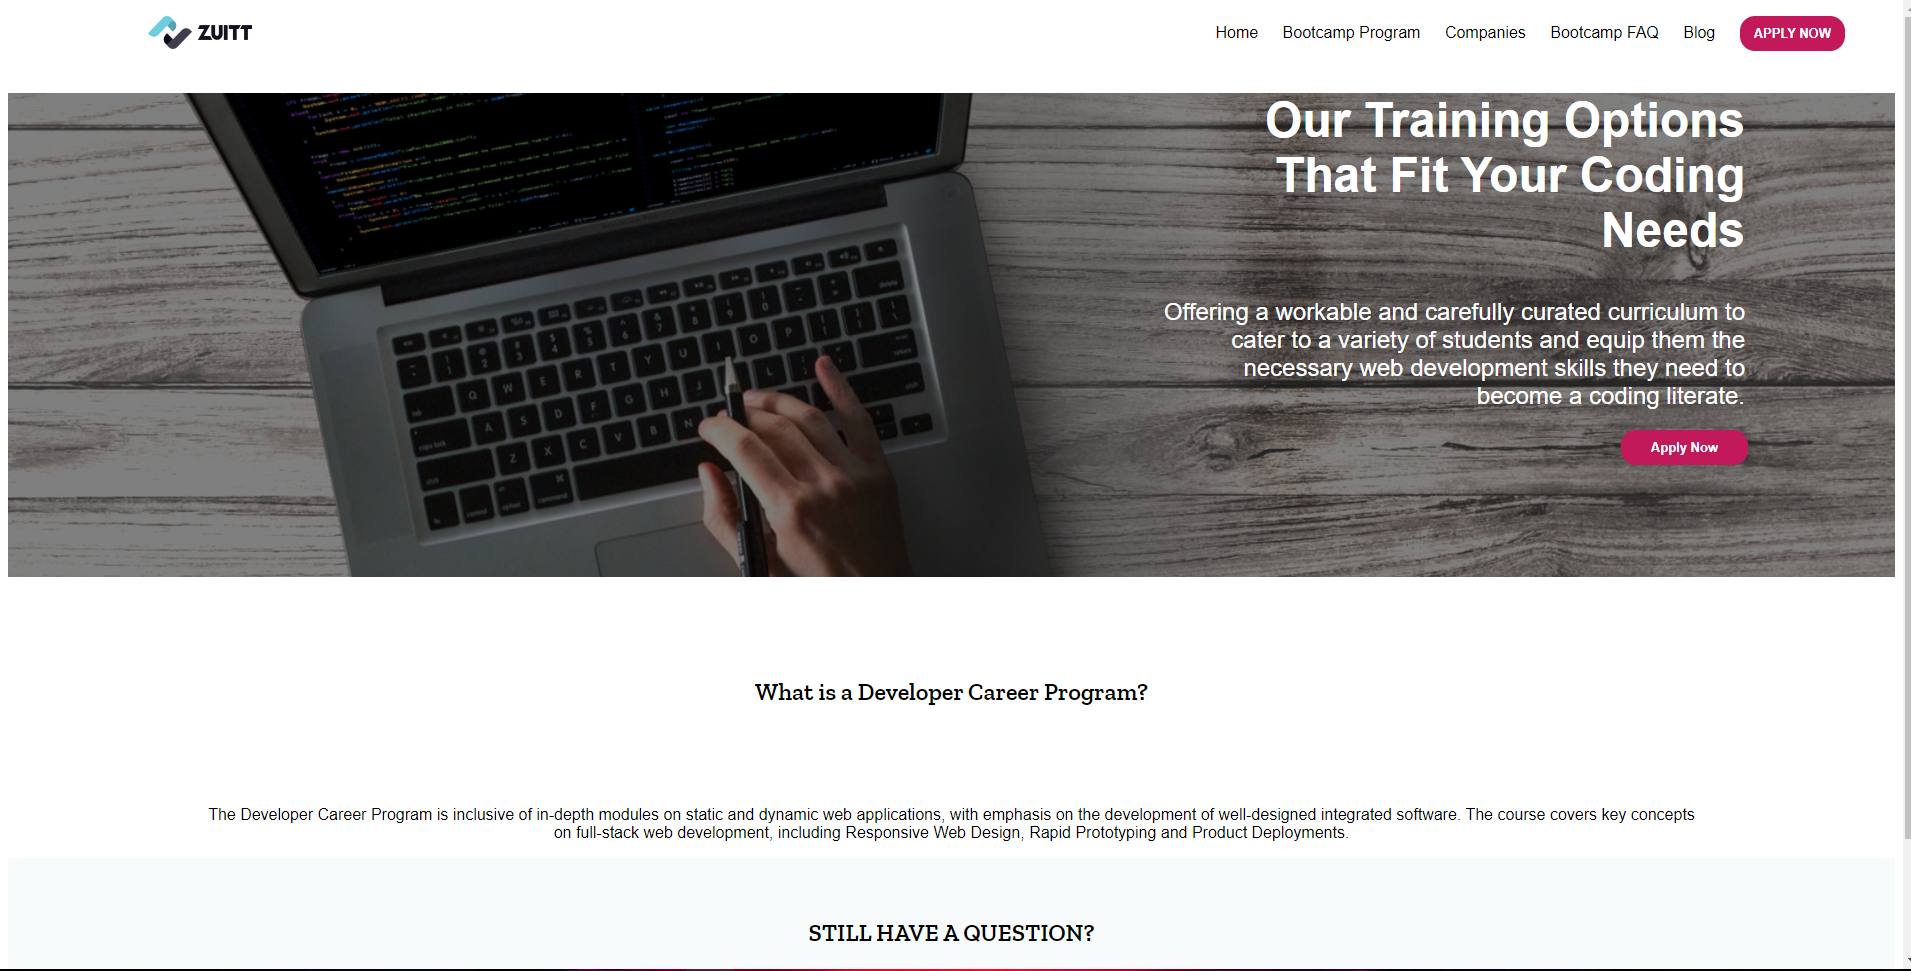 ZUITT
Home
Bootcamp Program
Companies
Bootcamp FAQ
Blog
APPLY NOW
Our Training Options
That Fit Your Coding
Needs
Offering a workable and carefully curated curriculum to
cater to a variety of students and equip them the
necessary web development skills they need to
become a coding literate.
Apply Now
What is a Developer Career Program?
The Developer Career Program is inclusive of in-depth modules on static and dynamic web applications, with emphasis on the development of well-designed integrated software. The course covers key concepts
on full-stack web development, including Responsive Web Design, Rapid Prototyping and Product Deployments.
STILL HAVE A QUESTION?